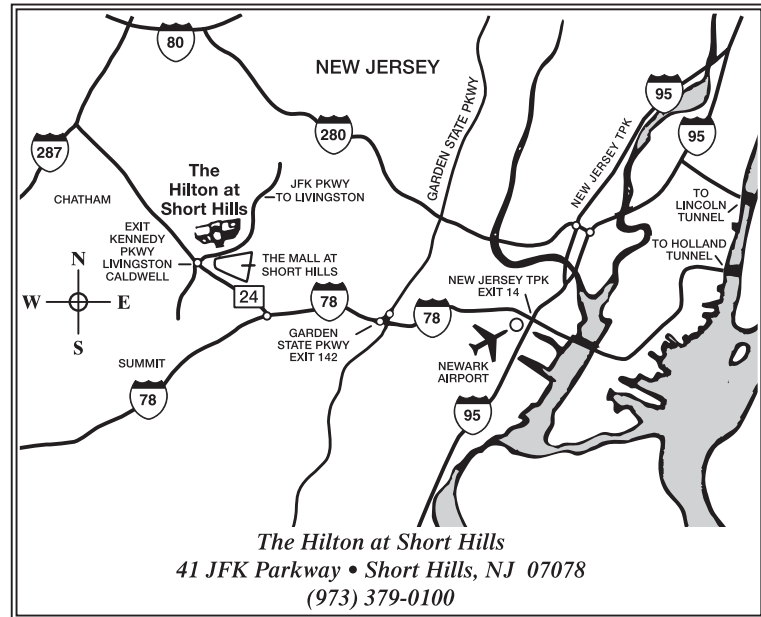 80
NEW JERSEY
95
287
280
95
GARDEN STATE PKWY
NEW JERSEY TPK
The
Hilton at
Short Hills
JFK PKWY
TO LIVINGSTON
CHATHAM
TO
LINCOLN
TUNNEL
EXIT
KENNEDY
PKWY
LIVINGSTON
CALDWELL
THE MALL AT
SHORT HILLS
TO HOLLAND
TUNNEL
N
W
E
S
24
78
78
NEW JERSEY TPK
EXIT 14
GARDEN
STATE PKWY
EXIT 142
NEWARK
AIRPORT
SUMMIT
78
95
The Hilton at Short Hills
41 JFK Parkway • Short Hills, NJ 07078
(973) 379-0100